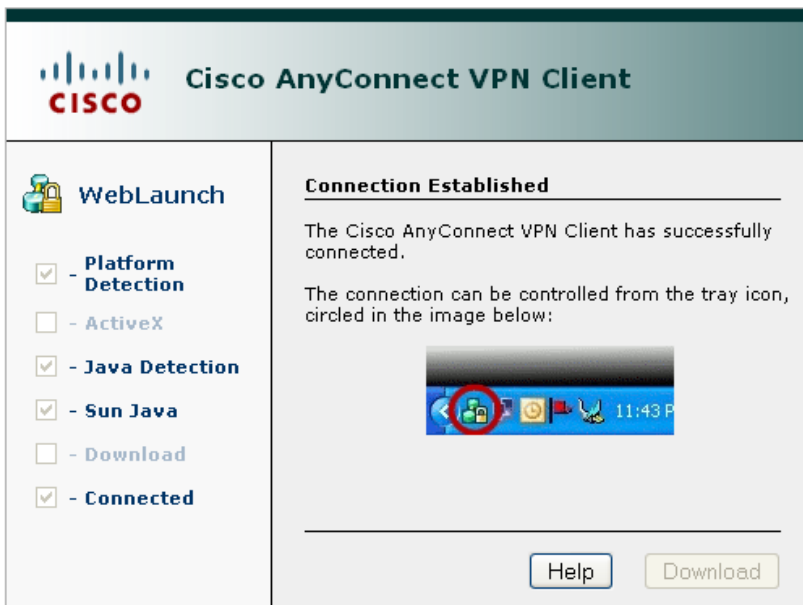 CISCO
Cisco AnyConnect VPN Client
WebLaunch
- Platform
Detection
- ActiveX
- Java Detection
- Sun Java
- Download
- Connected
Connection Established
The Cisco AnyConnect VPN Client has successfully
connected.
The connection can be controlled from the tray icon,
circled in the image below:
11:43 P
Help
Download